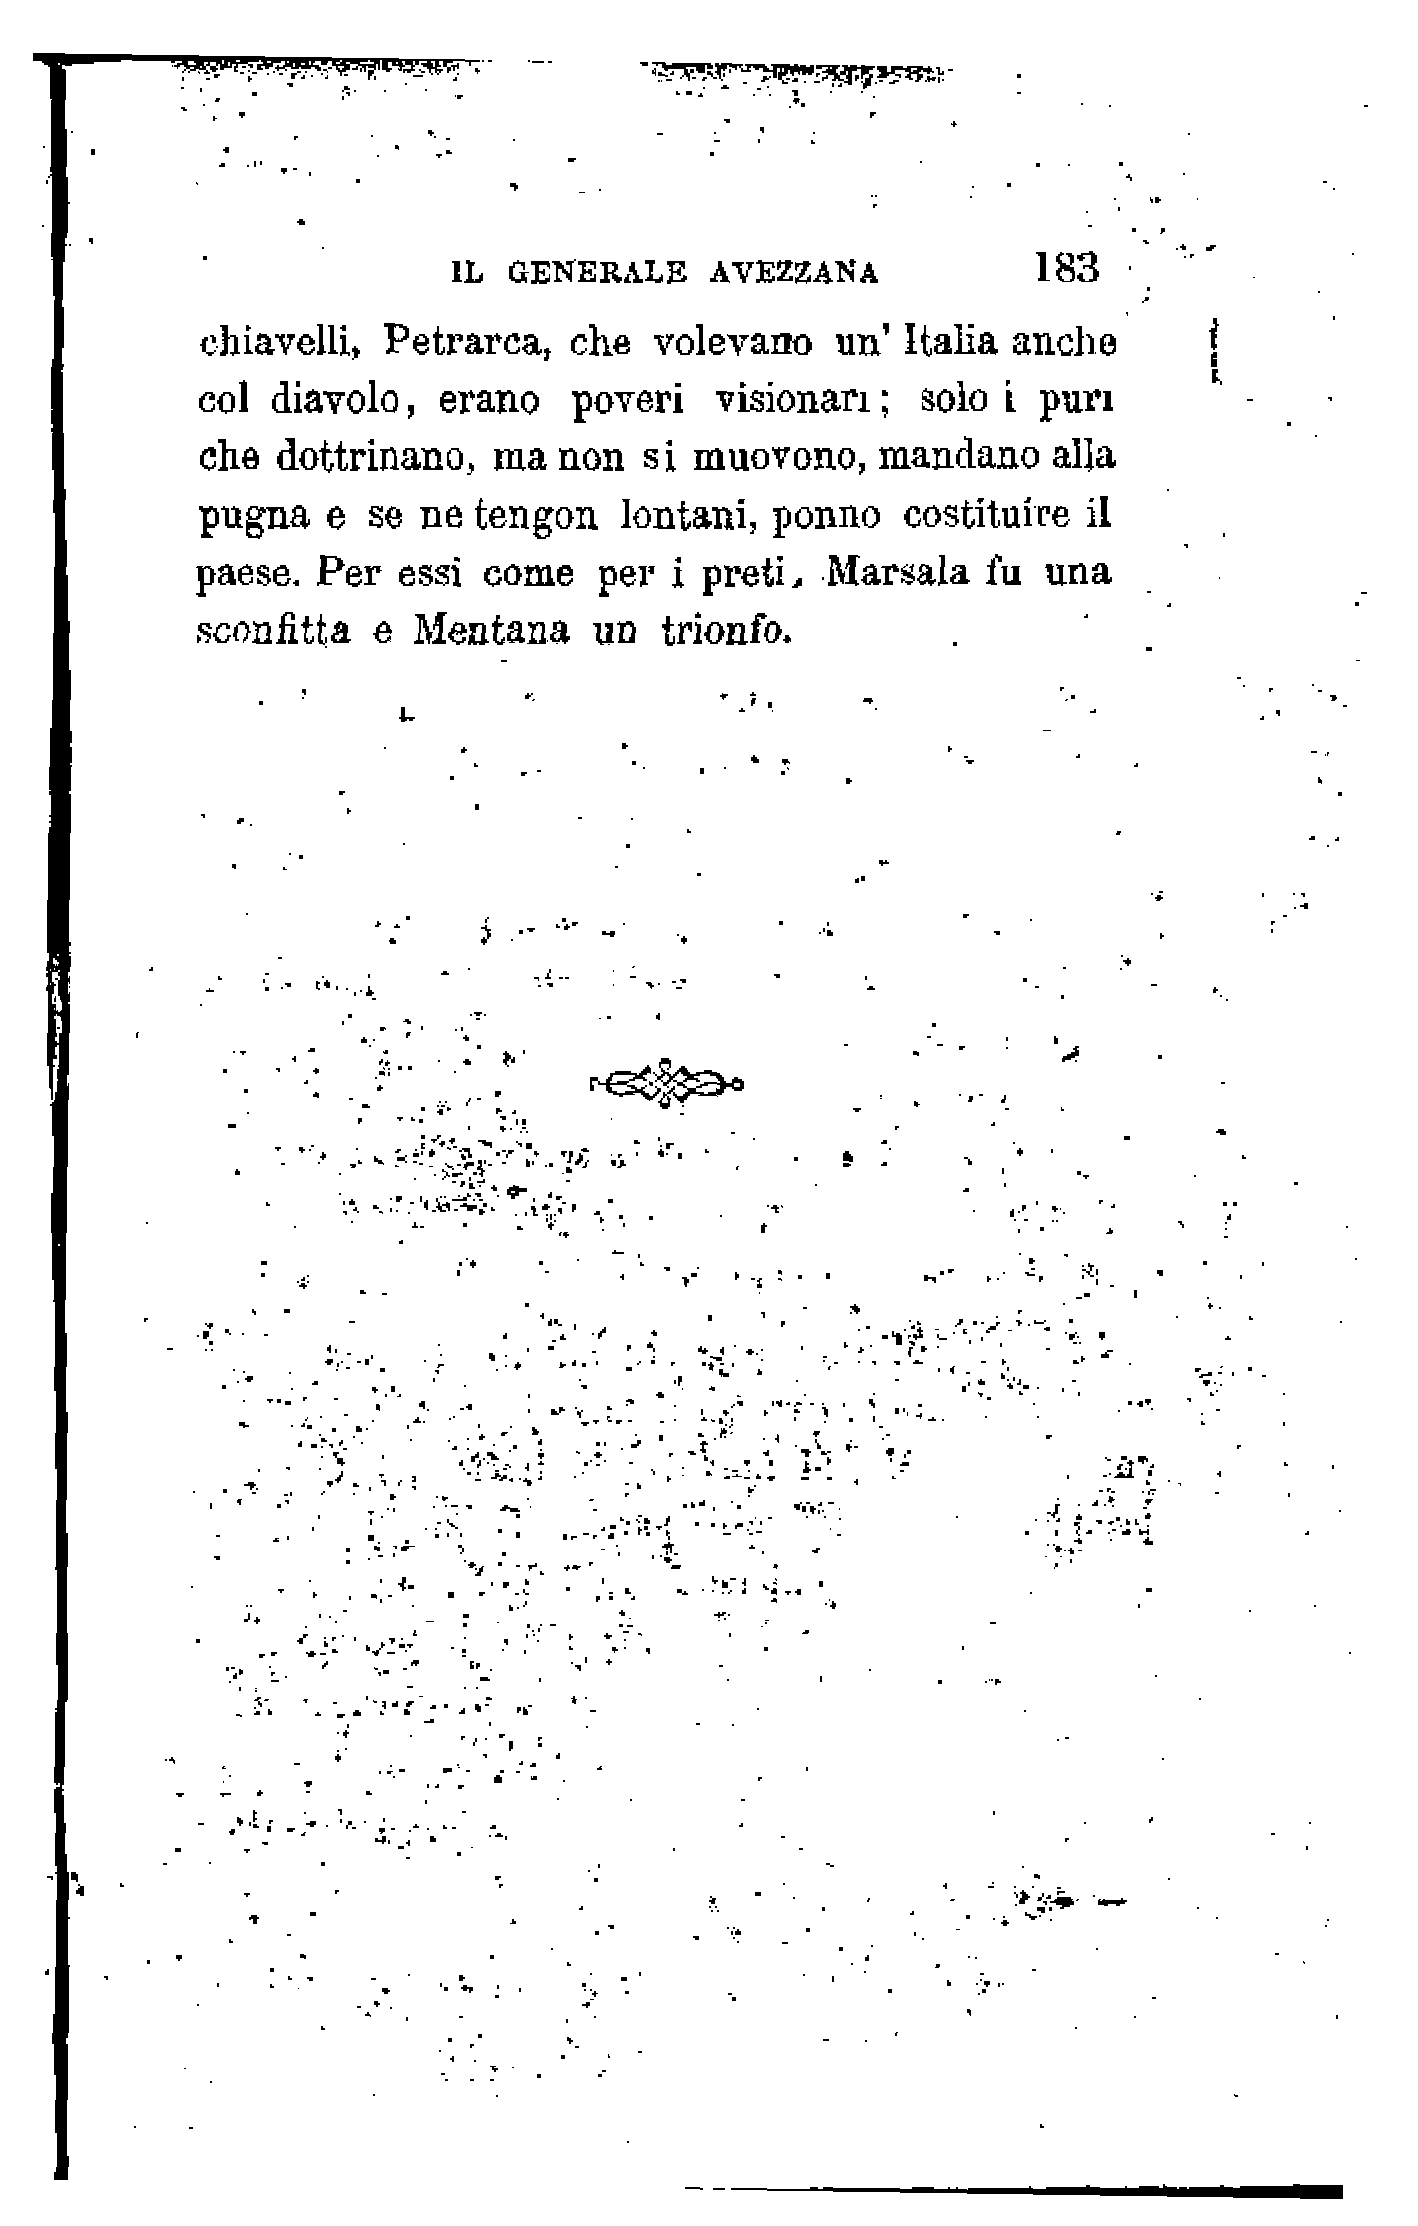 IL GENERALE AVEZZANA 183
chiavelli, Petrarca, che volevano un' Italia anche
col diavolo, erano poveri visionari; solo i puri
che dottrinano, ma non si muovono, mandano alla
pugna e se ne tengon lontani, ponno costituire il
paese. Per essi come per i preti, Marsala fu una
sconfitta e Mentana un trionfo.